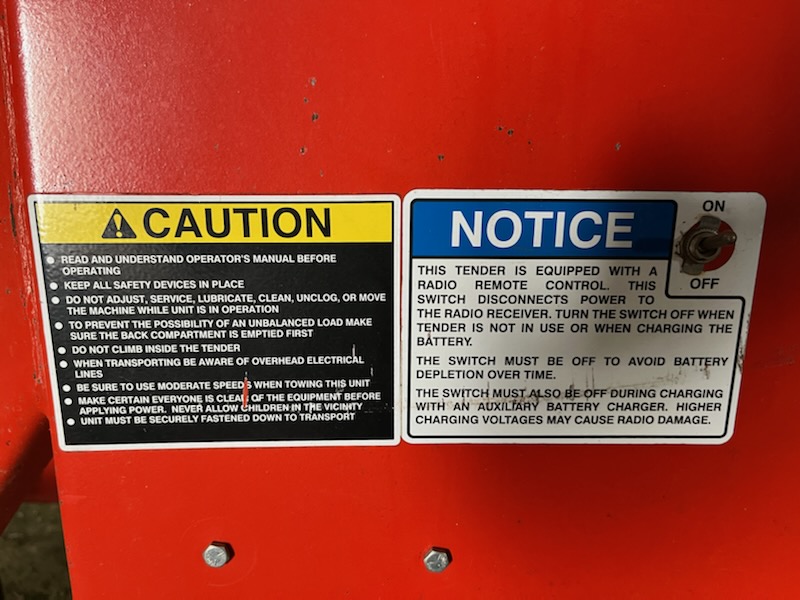 CAUTION
● READ AND UNDERSTAND OPERATOR'S MANUAL BEFORE
OPERATING
● KEEP ALL SAFETY DEVICES IN PLACE
● DO NOT ADJUST, SERVICE, LUBRICATE, CLEAN, UNCLOG, OR MOVE
THE MACHINE WHILE UNIT IS IN OPERATION
● TO PREVENT THE POSSIBILITY OF AN UNBALANCED LOAD MAKE
SURE THE BACK COMPARTMENT IS EMPTIED FIRST
● DO NOT CLIMB INSIDE THE TENDER
● WHEN TRANSPORTING BE AWARE OF OVERHEAD ELECTRICAL
LINES
● BE SURE TO USE MODERATE SPEEDS WHEN TOWING THIS UNIT
● MAKE CERTAIN EVERYONE IS CLEAR OF THE EQUIPMENT BEFORE
APPLYING POWER. NEVER ALLOW CHILDREN IN THE VICINITY
● UNIT MUST BE SECURELY FASTENED DOWN TO TRANSPORT
NOTICE
ON
OFF
THIS TENDER IS EQUIPPED WITH A
RADIO REMOTE CONTROL. THIS
SWITCH DISCONNECTS POWER TO
THE RADIO RECEIVER. TURN THE SWITCH OFF WHEN
TENDER IS NOT IN USE OR WHEN CHARGING THE
BATTERY.
THE SWITCH MUST BE OFF TO AVOID BATTERY
DEPLETION OVER TIME.
THE SWITCH MUST ALSO BE OFF DURING CHARGING
WITH AN AUXILIARY BATTERY CHARGER. HIGHER
CHARGING VOLTAGES MAY CAUSE RADIO DAMAGE.